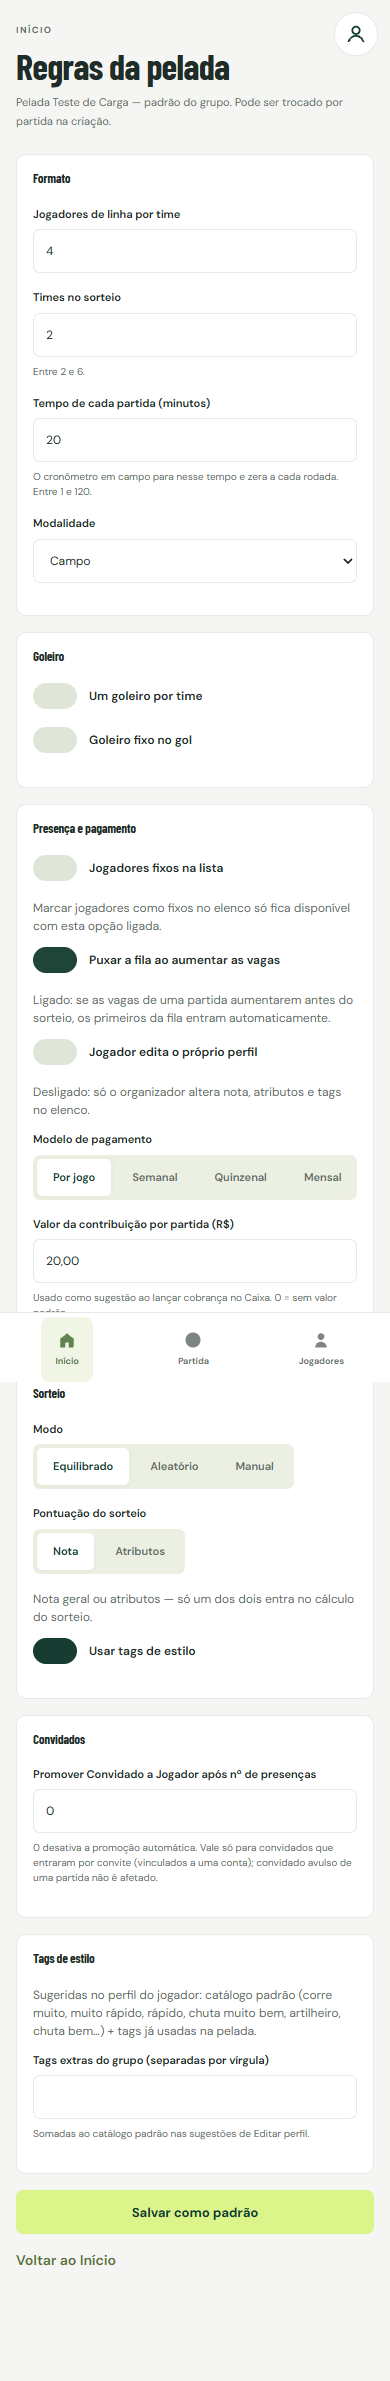 INÍCIO
Regras da pelada
Pelada Teste de Carga — padrão do grupo. Pode ser trocado por
partida na criação.
Formato
Jogadores de linha por time
4
Times no sorteio
2
Entre 2 e 6.
Tempo de cada partida (minutos)
20
O cronômetro em campo para nesse tempo e zera a cada rodada.
Entre 1 e 120.
Modalidade
Campo
Goleiro
Um goleiro por time
Goleiro fixo no gol
Presença e pagamento
Jogadores fixos na lista
Marcar jogadores como fixos no elenco só fica disponível
com esta opção ligada.
Puxar a fila ao aumentar as vagas
Ligado: se as vagas de uma partida aumentarem antes do
sorteio, os primeiros da fila entram automaticamente.
Jogador edita o próprio perfil
Desligado: só o organizador altera nota, atributos e tags
no elenco.
Modelo de pagamento
Por jogo Semanal Quinzenal Mensal
Valor da contribuição por partida (R$)
20,00
Usado como sugestão ao lançar cobrança no Caixa. 0 = sem valor
Início Partida Jogadores
Sorteio
Modo
Equilibrado Aleatório Manual
Pontuação do sorteio
Nota Atributos
Nota geral ou atributos — só um dos dois entra no cálculo
do sorteio.
Usar tags de estilo
Convidados
Promover Convidado a Jogador após nº de presenças
0
0 desativa a promoção automática. Vale só para convidados que
entraram por convite (vinculados a uma conta); convidado avulso de
uma partida não é afetado.
Tags de estilo
Sugeridas no perfil do jogador: catálogo padrão (corre
muito, muito rápido, rápido, chuta muito bem, artilheiro,
chuta bem…) + tags já usadas na pelada.
Tags extras do grupo (separadas por vírgula)
Somadas ao catálogo padrão nas sugestões de Editar perfil.
Salvar como padrão
Voltar ao Início